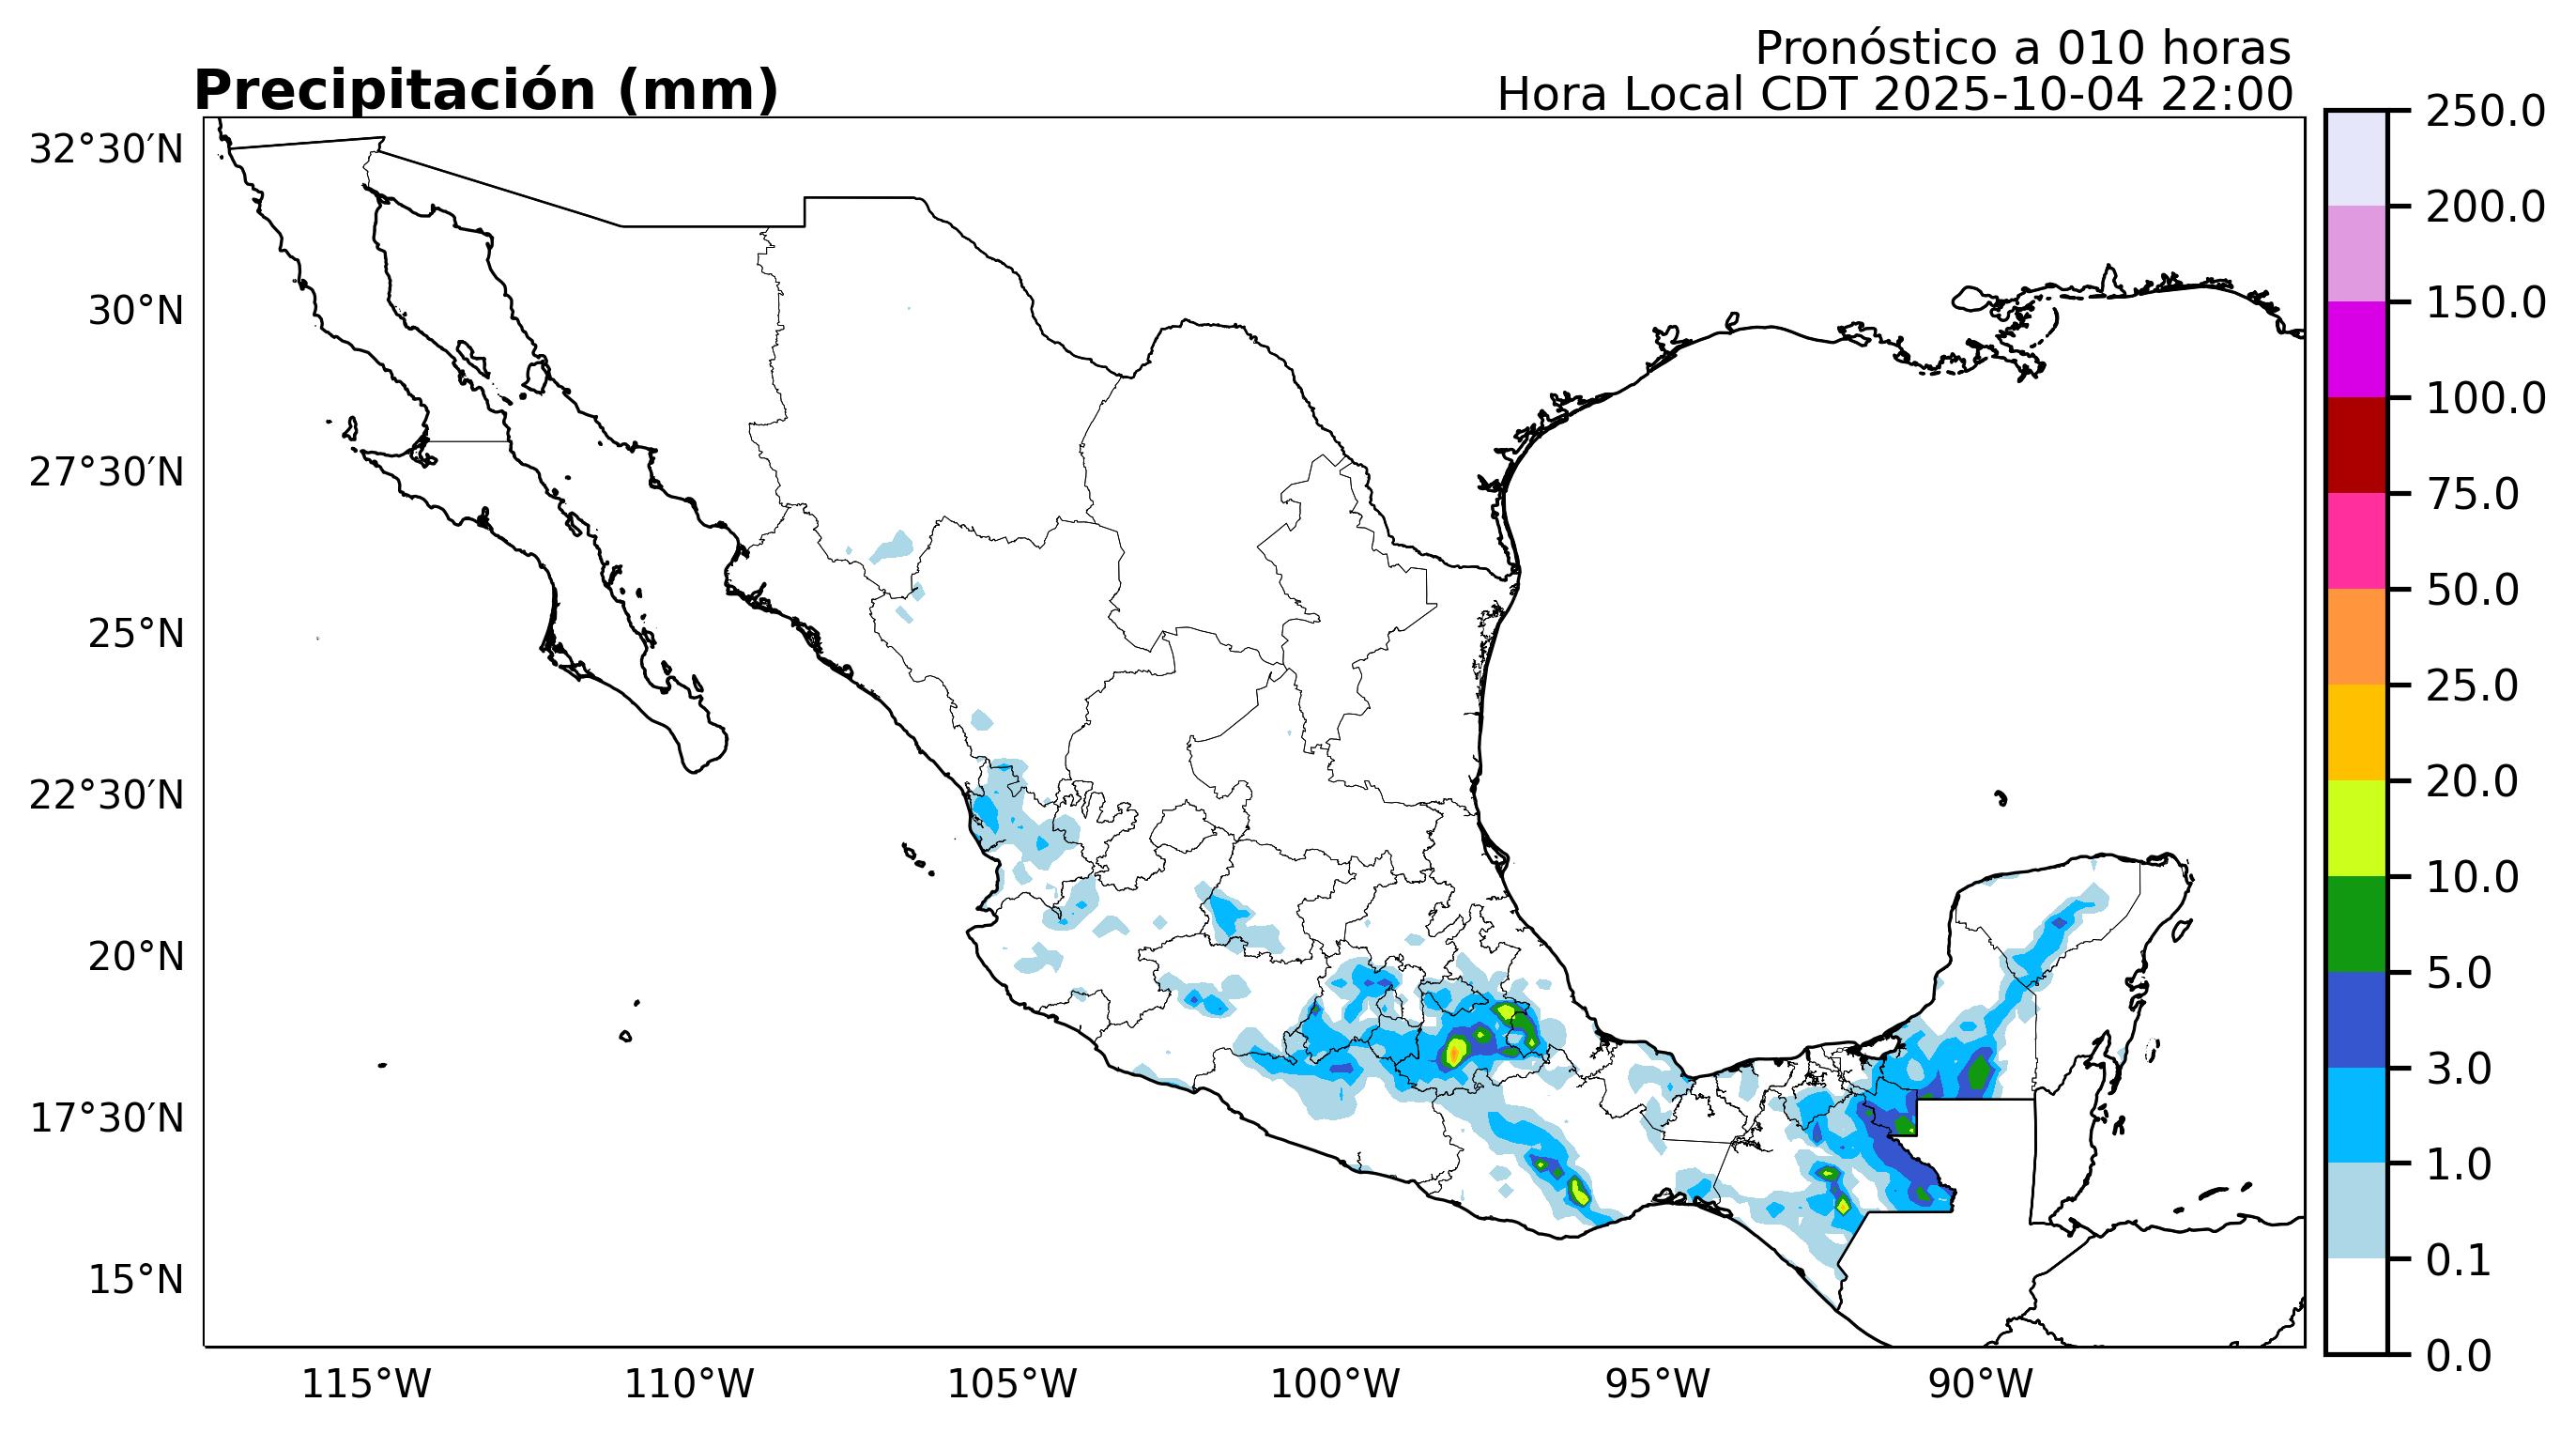 Pronóstico a 010 horas
Precipitación (mm)
Hora Local CDT 2025-10-04 22:00
32°30′N
30°N
27°30′N
25°N
22°30′N
20°N
17°30′N
15°N
115°W
110°W
105°W
100°W
95°W
90°W
250.0
200.0
150.0
100.0
75.0
50.0
25.0
20.0
10.0
5.0
3.0
1.0
0.1
0.0